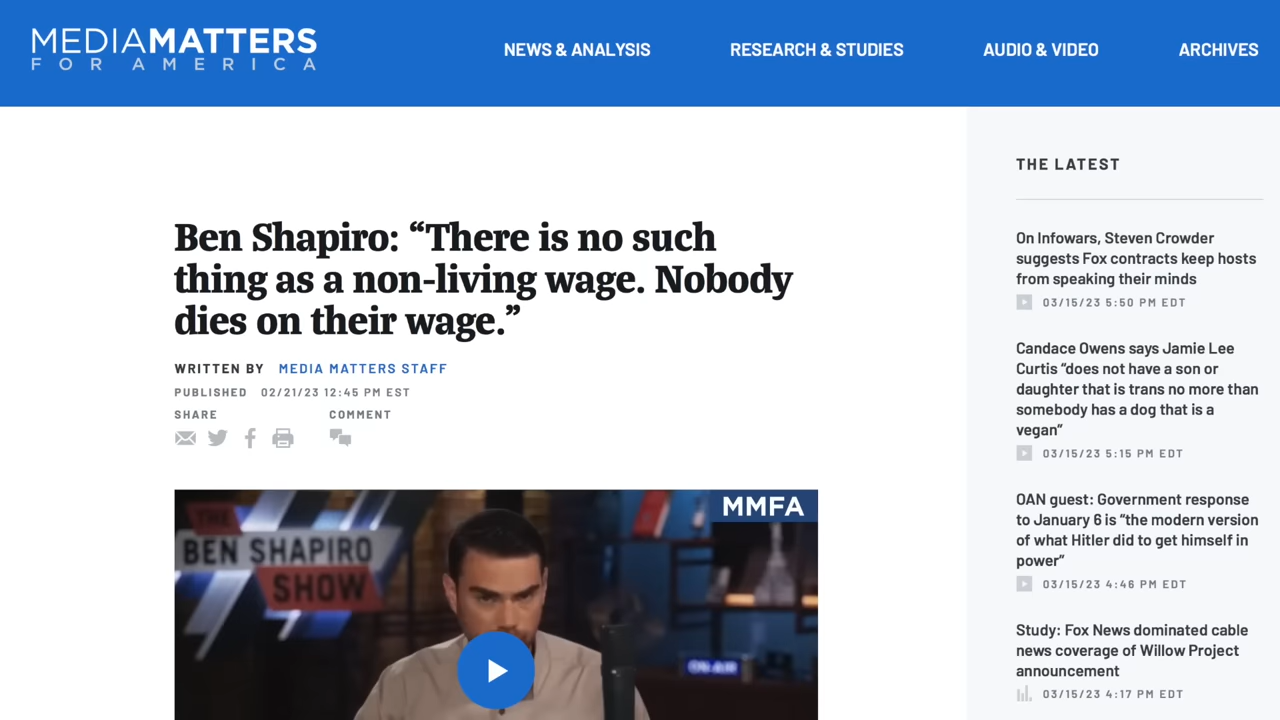 MEDIAMATTERS
FOR AMERICA
NEWS & ANALYSIS
RESEARCH & STUDIES
AUDIO & VIDEO
ARCHIVES
Ben Shapiro: “There is no such
thing as a non-living wage. Nobody
dies on their wage.”
WRITTEN BY MEDIA MATTERS STAFF
PUBLISHED 02/21/23 12:45 PM EST
SHARE COMMENT
MMFA
THE
BEN SHAPIRO
SHOW
ON AIR
THE LATEST
On Infowars, Steven Crowder
suggests Fox contracts keep hosts
from speaking their minds
03/15/23 5:50 PM EDT
Candace Owens says Jamie Lee
Curtis “does not have a son or
daughter that is trans no more than
somebody has a dog that is a
vegan”
03/15/23 5:15 PM EDT
OAN guest: Government response
to January 6 is “the modern version
of what Hitler did to get himself in
power”
03/15/23 4:46 PM EDT
Study: Fox News dominated cable
news coverage of Willow Project
announcement
03/15/23 4:17 PM EDT